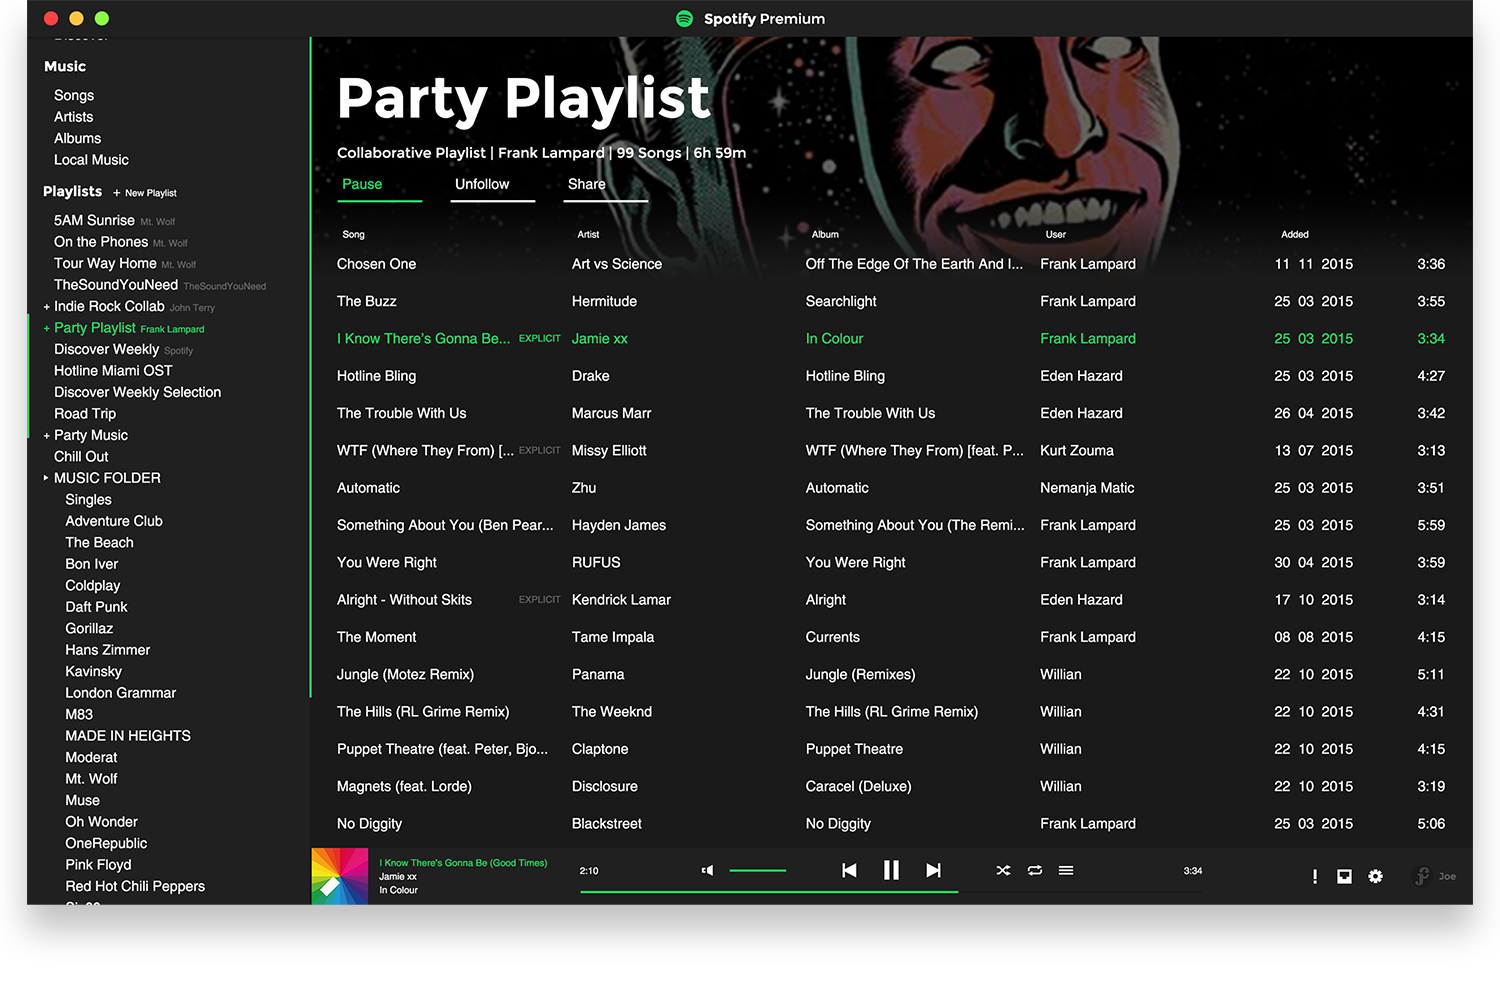 Spotify Premium
Music
Songs
Artists
Albums
Local Music
Playlists + New Playlist
5AM Sunrise Mt. Wolf
On the Phones Mt. Wolf
Tour Way Home Mt. Wolf
TheSoundYouNeed TheSoundYouNeed
+ Indie Rock Collab John Terry
+ Party Playlist Frank Lampard
Discover Weekly Spotify
Hotline Miami OST
Discover Weekly Selection
Road Trip
+ Party Music
Chill Out
MUSIC FOLDER
Singles
Adventure Club
The Beach
Bon Iver
Coldplay
Daft Punk
Gorillaz
Hans Zimmer
Kavinsky
London Grammar
M83
MADE IN HEIGHTS
Moderat
Mt. Wolf
Muse
Oh Wonder
OneRepublic
Pink Floyd
Red Hot Chili Peppers
Party Playlist
Collaborative Playlist | Frank Lampard | 99 Songs | 6h 59m
Pause Unfollow Share
Song Artist Album User Added
Chosen One Art vs Science Off The Edge Of The Earth And I... Frank Lampard 11 11 2015 3:36
The Buzz Hermitude Searchlight Frank Lampard 25 03 2015 3:55
I Know There's Gonna Be... EXPLICIT Jamie xx In Colour Frank Lampard 25 03 2015 3:34
Hotline Bling Drake Hotline Bling Eden Hazard 25 03 2015 4:27
The Trouble With Us Marcus Marr The Trouble With Us Eden Hazard 26 04 2015 3:42
WTF (Where They From) [... EXPLICIT Missy Elliott WTF (Where They From) [feat. P... Kurt Zouma 13 07 2015 3:13
Automatic Zhu Automatic Nemanja Matic 25 03 2015 3:51
Something About You (Ben Pear... Hayden James Something About You (The Remi... Frank Lampard 25 03 2015 5:59
You Were Right RUFUS You Were Right Frank Lampard 30 04 2015 3:59
Alright - Without Skits EXPLICIT Kendrick Lamar Alright Eden Hazard 17 10 2015 3:14
The Moment Tame Impala Currents Frank Lampard 08 08 2015 4:15
Jungle (Motez Remix) Panama Jungle (Remixes) Willian 22 10 2015 5:11
The Hills (RL Grime Remix) The Weeknd The Hills (RL Grime Remix) Willian 22 10 2015 4:31
Puppet Theatre (feat. Peter, Bjo... Claptone Puppet Theatre Willian 22 10 2015 4:15
Magnets (feat. Lorde) Disclosure Caracel (Deluxe) Willian 22 10 2015 3:19
No Diggity Blackstreet No Diggity Frank Lampard 25 03 2015 5:06
I Know There's Gonna Be (Good Times)
Jamie xx
In Colour
2:10
3:34
Joe